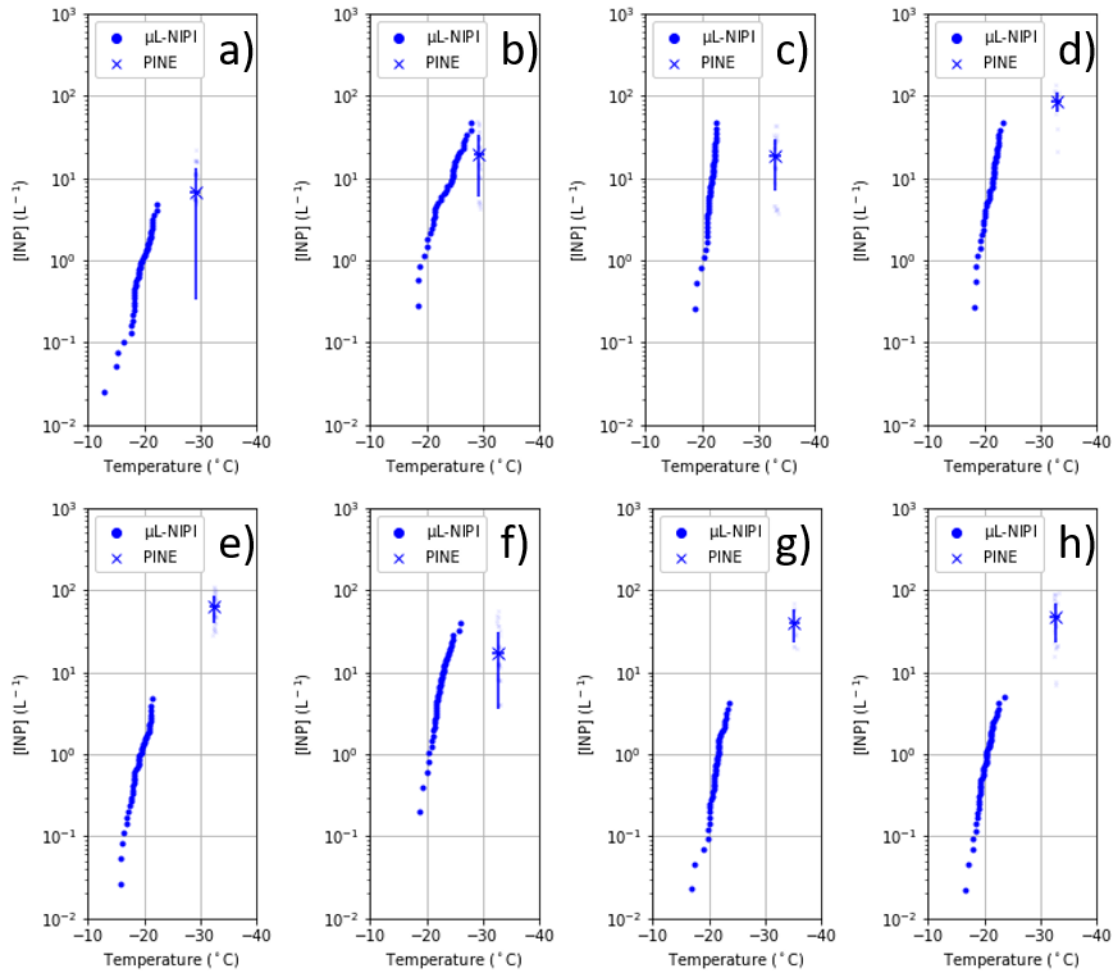 10³
10²
10¹
10⁰
10⁻¹
10⁻²
[INP] (L⁻¹)
μL-NIPI
PINE
a)
−10 −20 −30 −40
Temperature (°C)
10³
10²
10¹
10⁰
10⁻¹
10⁻²
[INP] (L⁻¹)
μL-NIPI
PINE
b)
−10 −20 −30 −40
Temperature (°C)
10³
10²
10¹
10⁰
10⁻¹
10⁻²
[INP] (L⁻¹)
μL-NIPI
PINE
c)
−10 −20 −30 −40
Temperature (°C)
10³
10²
10¹
10⁰
10⁻¹
10⁻²
[INP] (L⁻¹)
μL-NIPI
PINE
d)
−10 −20 −30 −40
Temperature (°C)
10³
10²
10¹
10⁰
10⁻¹
10⁻²
[INP] (L⁻¹)
μL-NIPI
PINE
e)
−10 −20 −30 −40
Temperature (°C)
10³
10²
10¹
10⁰
10⁻¹
10⁻²
[INP] (L⁻¹)
μL-NIPI
PINE
f)
−10 −20 −30 −40
Temperature (°C)
10³
10²
10¹
10⁰
10⁻¹
10⁻²
[INP] (L⁻¹)
μL-NIPI
PINE
g)
−10 −20 −30 −40
Temperature (°C)
10³
10²
10¹
10⁰
10⁻¹
10⁻²
[INP] (L⁻¹)
μL-NIPI
PINE
h)
−10 −20 −30 −40
Temperature (°C)